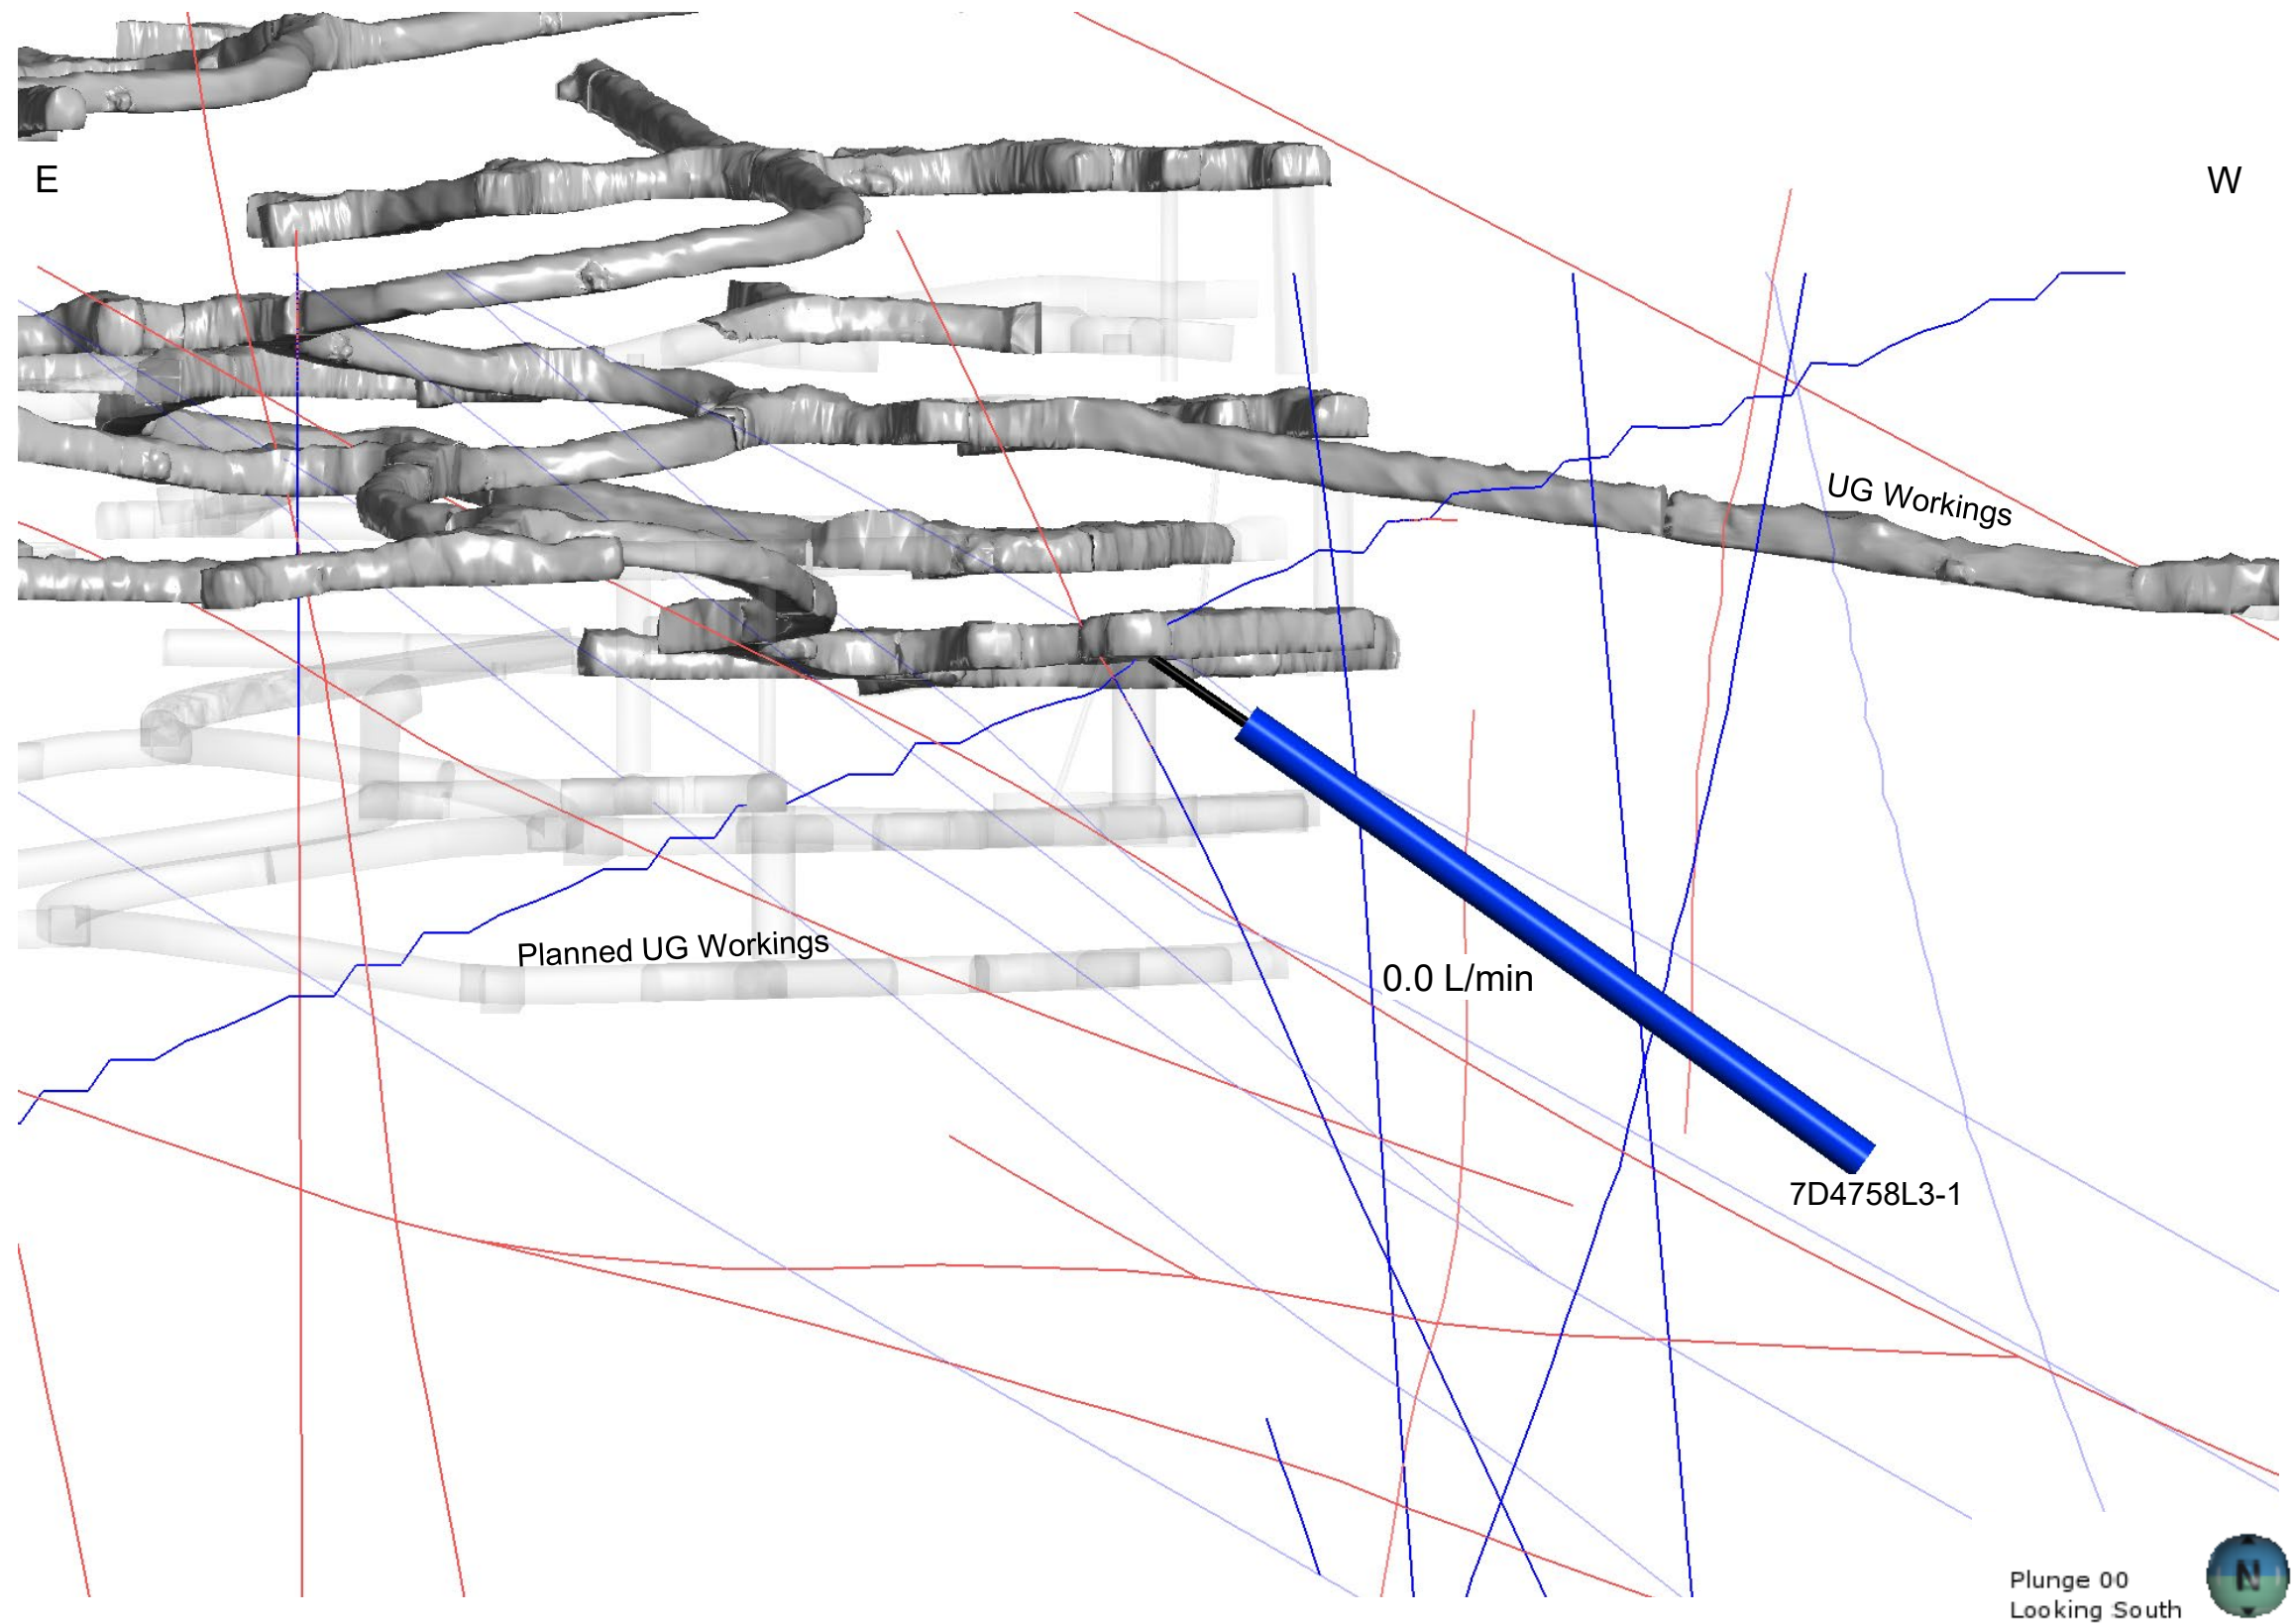 E
W
UG Workings
Planned UG Workings
0.0 L/min
7D4758L3-1
Plunge 00
Looking South
N